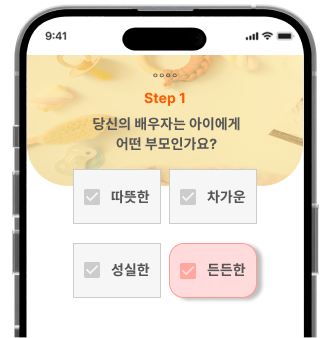 9:41
Step 1
당신의 배우자는 아이에게
어떤 부모인가요?
따뜻한
차가운
성실한
든든한